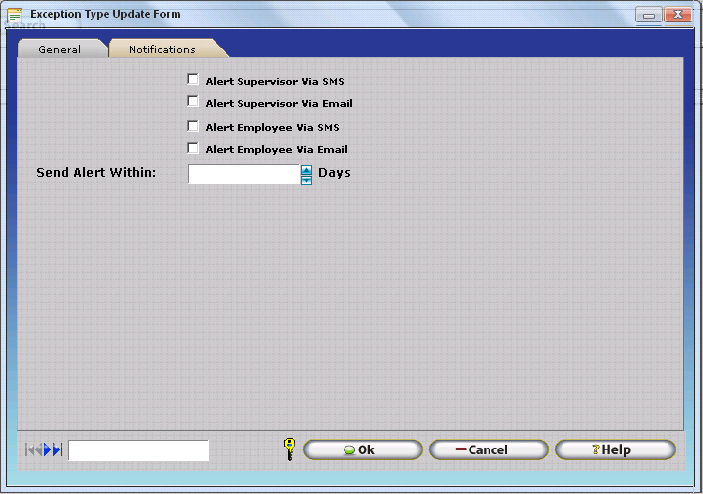 Exception Type Update Form
Search
General Notifications
Alert Supervisor Via SMS
Alert Supervisor Via Email
Alert Employee Via SMS
Alert Employee Via Email
Send Alert Within: Days
Ok Cancel ?Help